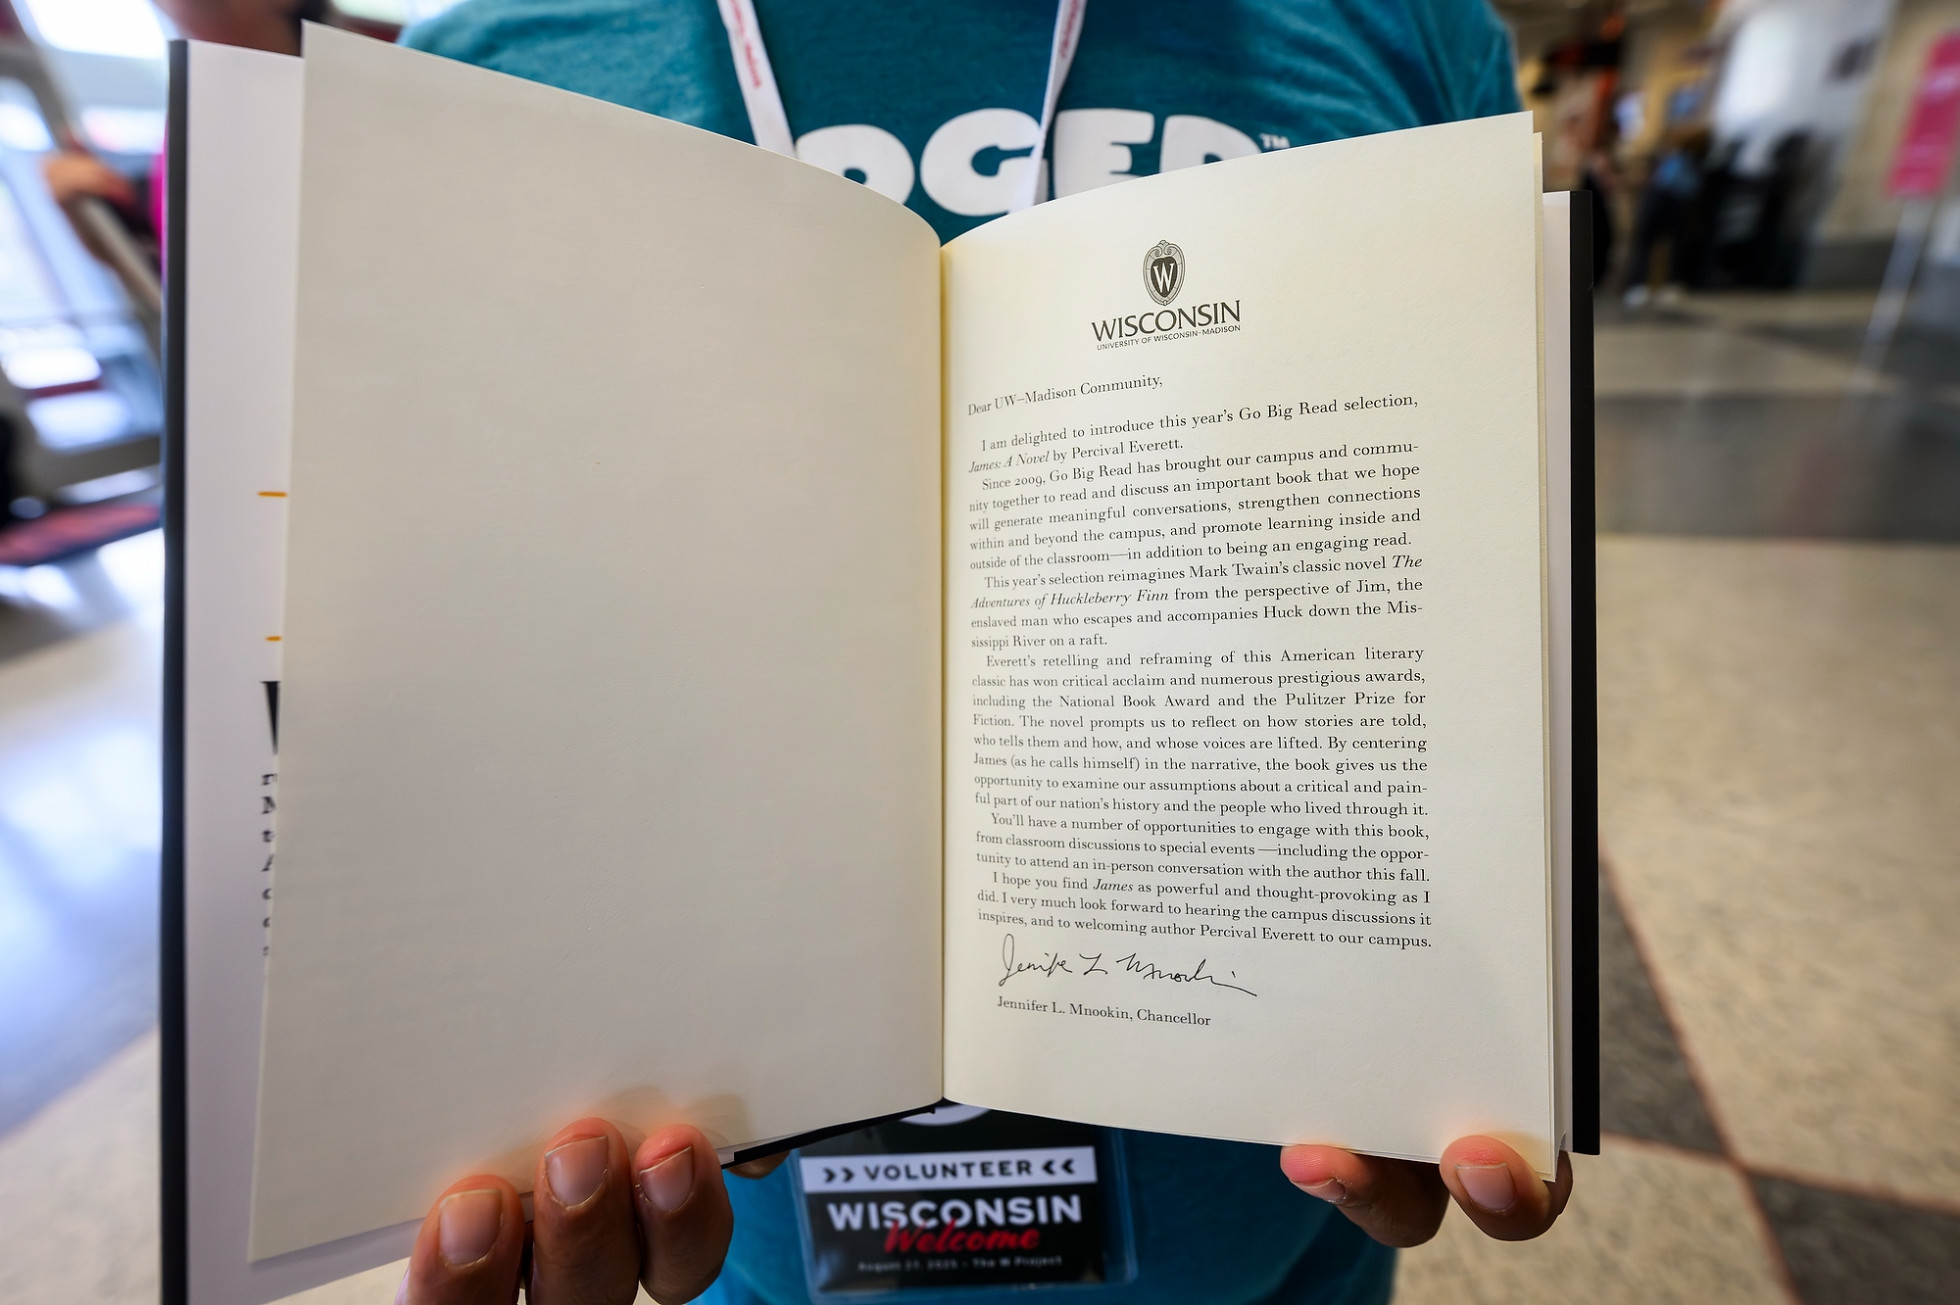 DGER™
W
WISCONSIN
UNIVERSITY OF WISCONSIN-MADISON
Dear UW–Madison Community,
I am delighted to introduce this year's Go Big Read selection,
James: A Novel by Percival Everett.
Since 2009, Go Big Read has brought our campus and commu-
nity together to read and discuss an important book that we hope
will generate meaningful conversations, strengthen connections
within and beyond the campus, and promote learning inside and
outside of the classroom—in addition to being an engaging read.
This year's selection reimagines Mark Twain's classic novel The
Adventures of Huckleberry Finn from the perspective of Jim, the
enslaved man who escapes and accompanies Huck down the Mis-
sissippi River on a raft.
Everett's retelling and reframing of this American literary
classic has won critical acclaim and numerous prestigious awards,
including the National Book Award and the Pulitzer Prize for
Fiction. The novel prompts us to reflect on how stories are told,
who tells them and how, and whose voices are lifted. By centering
James (as he calls himself) in the narrative, the book gives us the
opportunity to examine our assumptions about a critical and pain-
ful part of our nation's history and the people who lived through it.
You'll have a number of opportunities to engage with this book,
from classroom discussions to special events —including the oppor-
tunity to attend an in-person conversation with the author this fall.
I hope you find James as powerful and thought-provoking as I
did. I very much look forward to hearing the campus discussions it
inspires, and to welcoming author Percival Everett to our campus.
Jennifer L Mnookin
Jennifer L. Mnookin, Chancellor
>> VOLUNTEER <<
WISCONSIN
Welcome
August 27, 2025 - The W Project